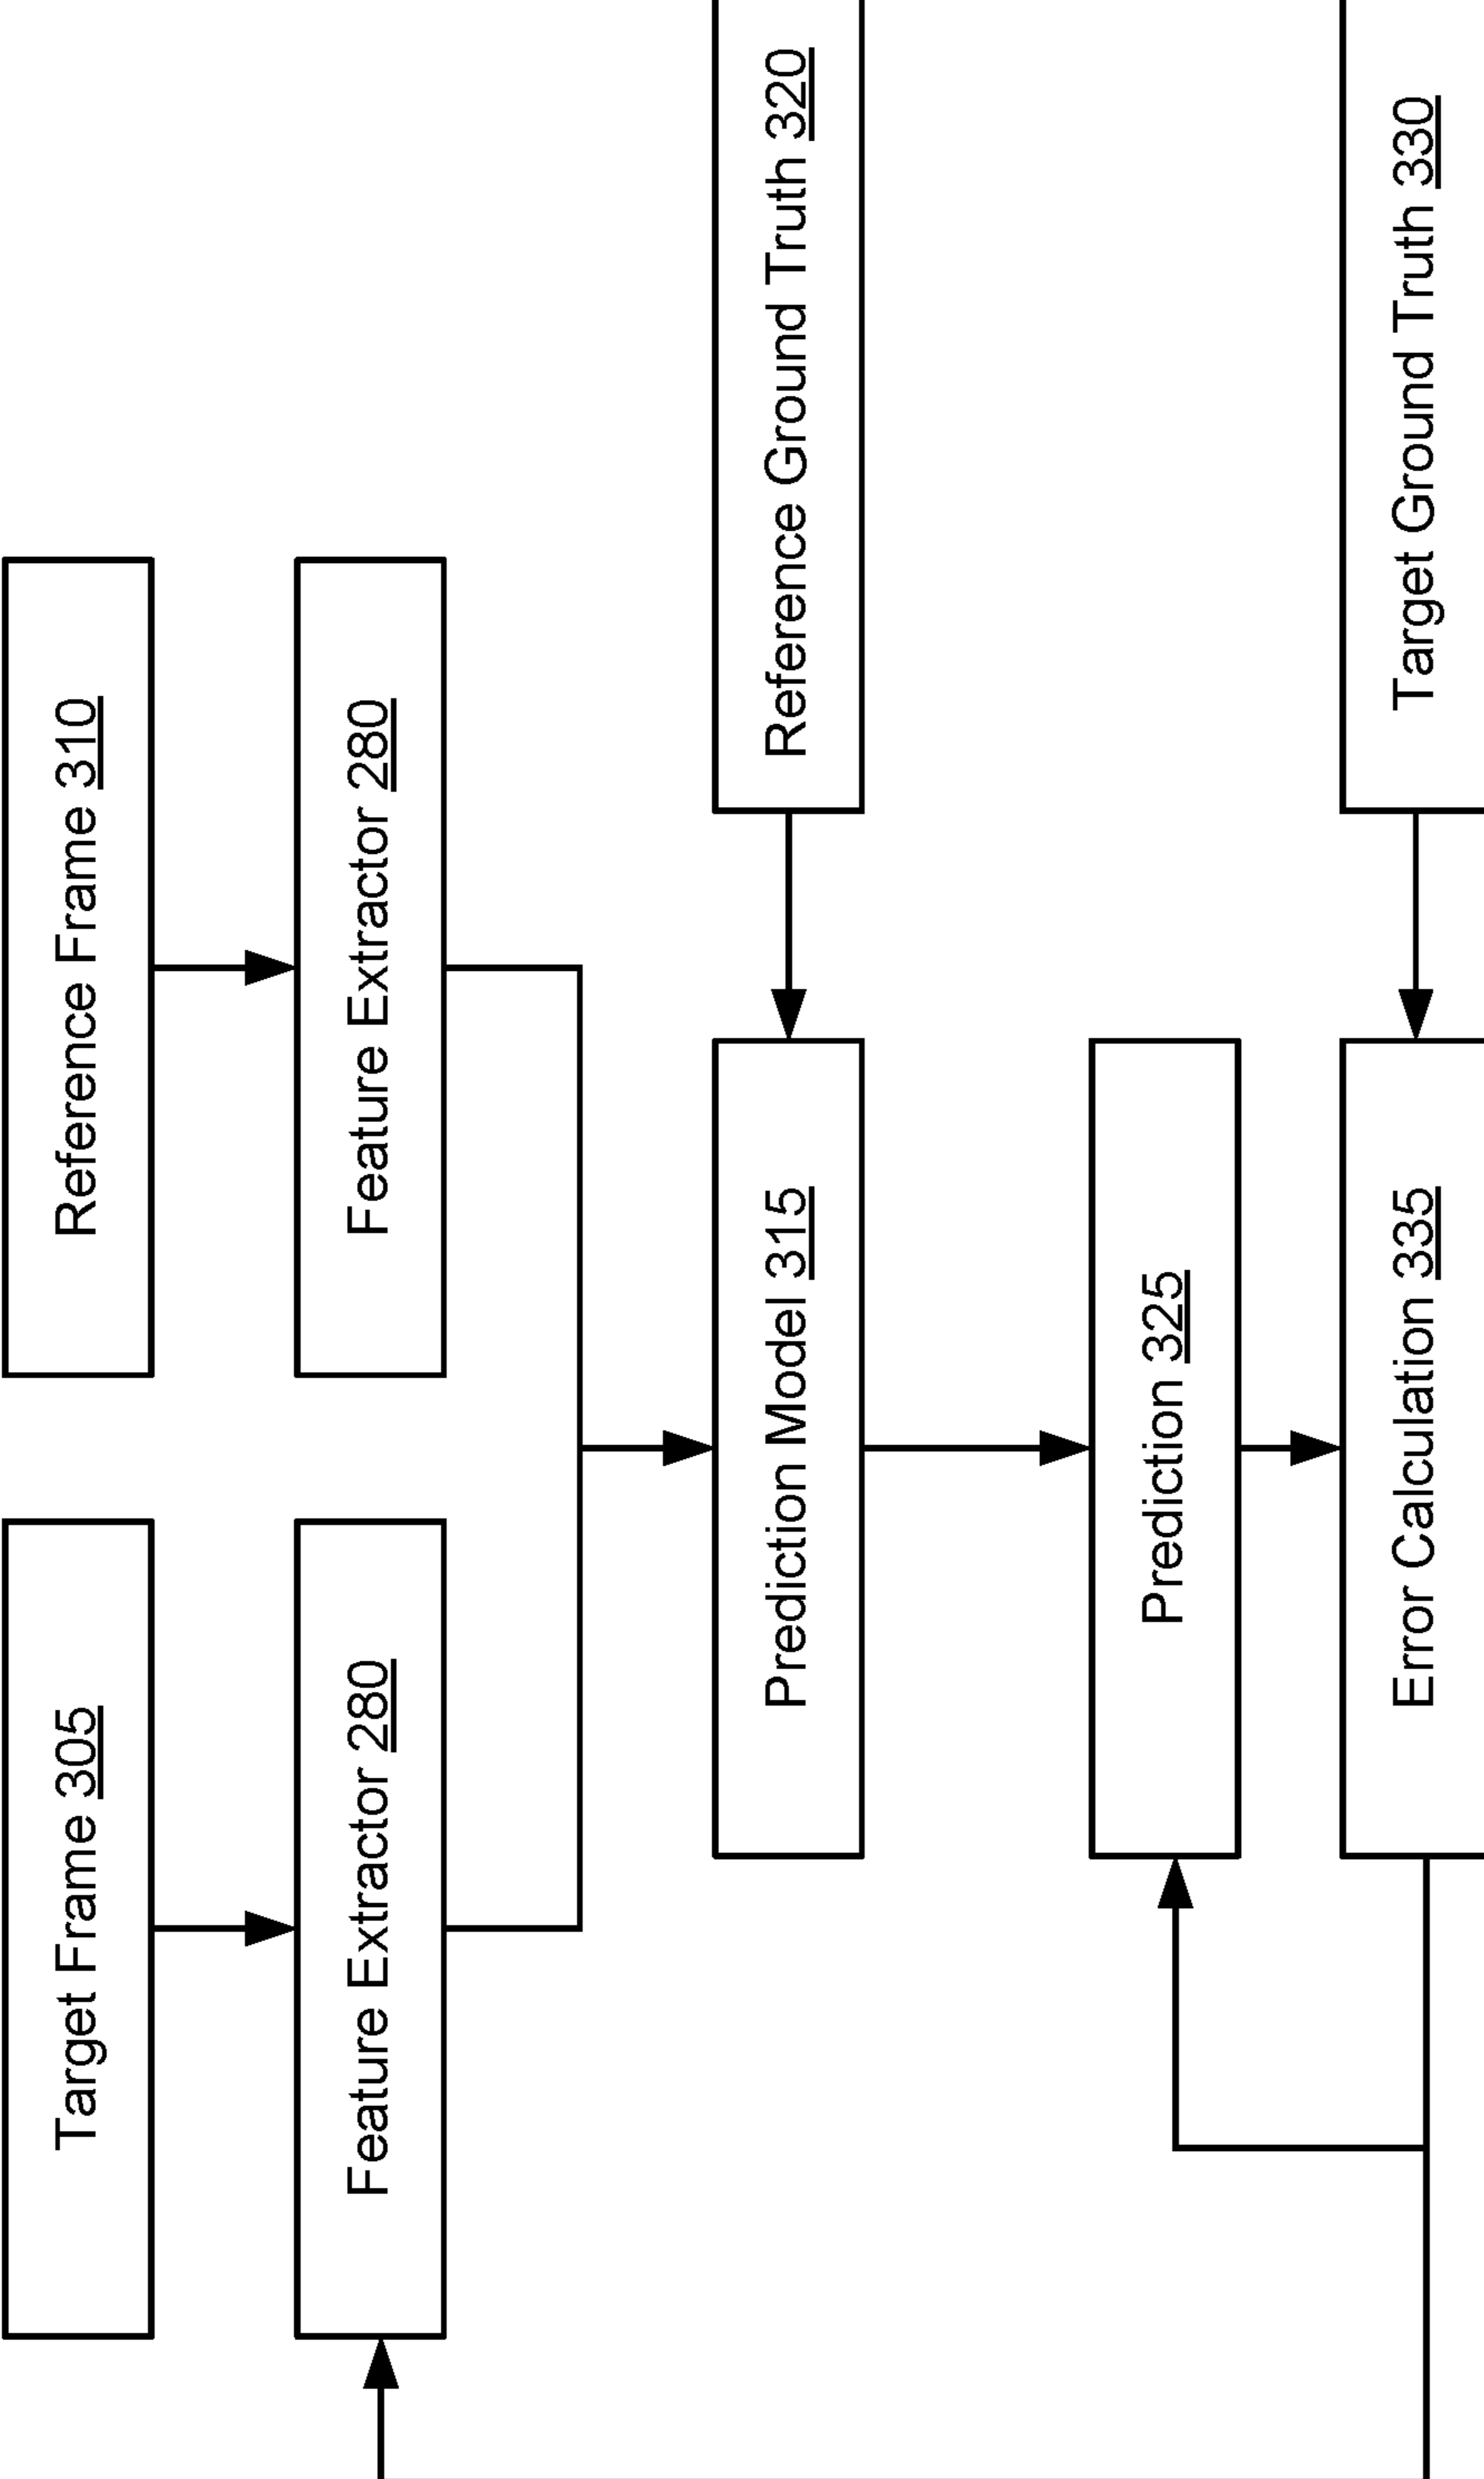 Target Frame 305
Reference Frame 310
Feature Extractor 280
Feature Extractor 280
Prediction Model 315
Reference Ground Truth 320
Prediction 325
Error Calculation 335
Target Ground Truth 330